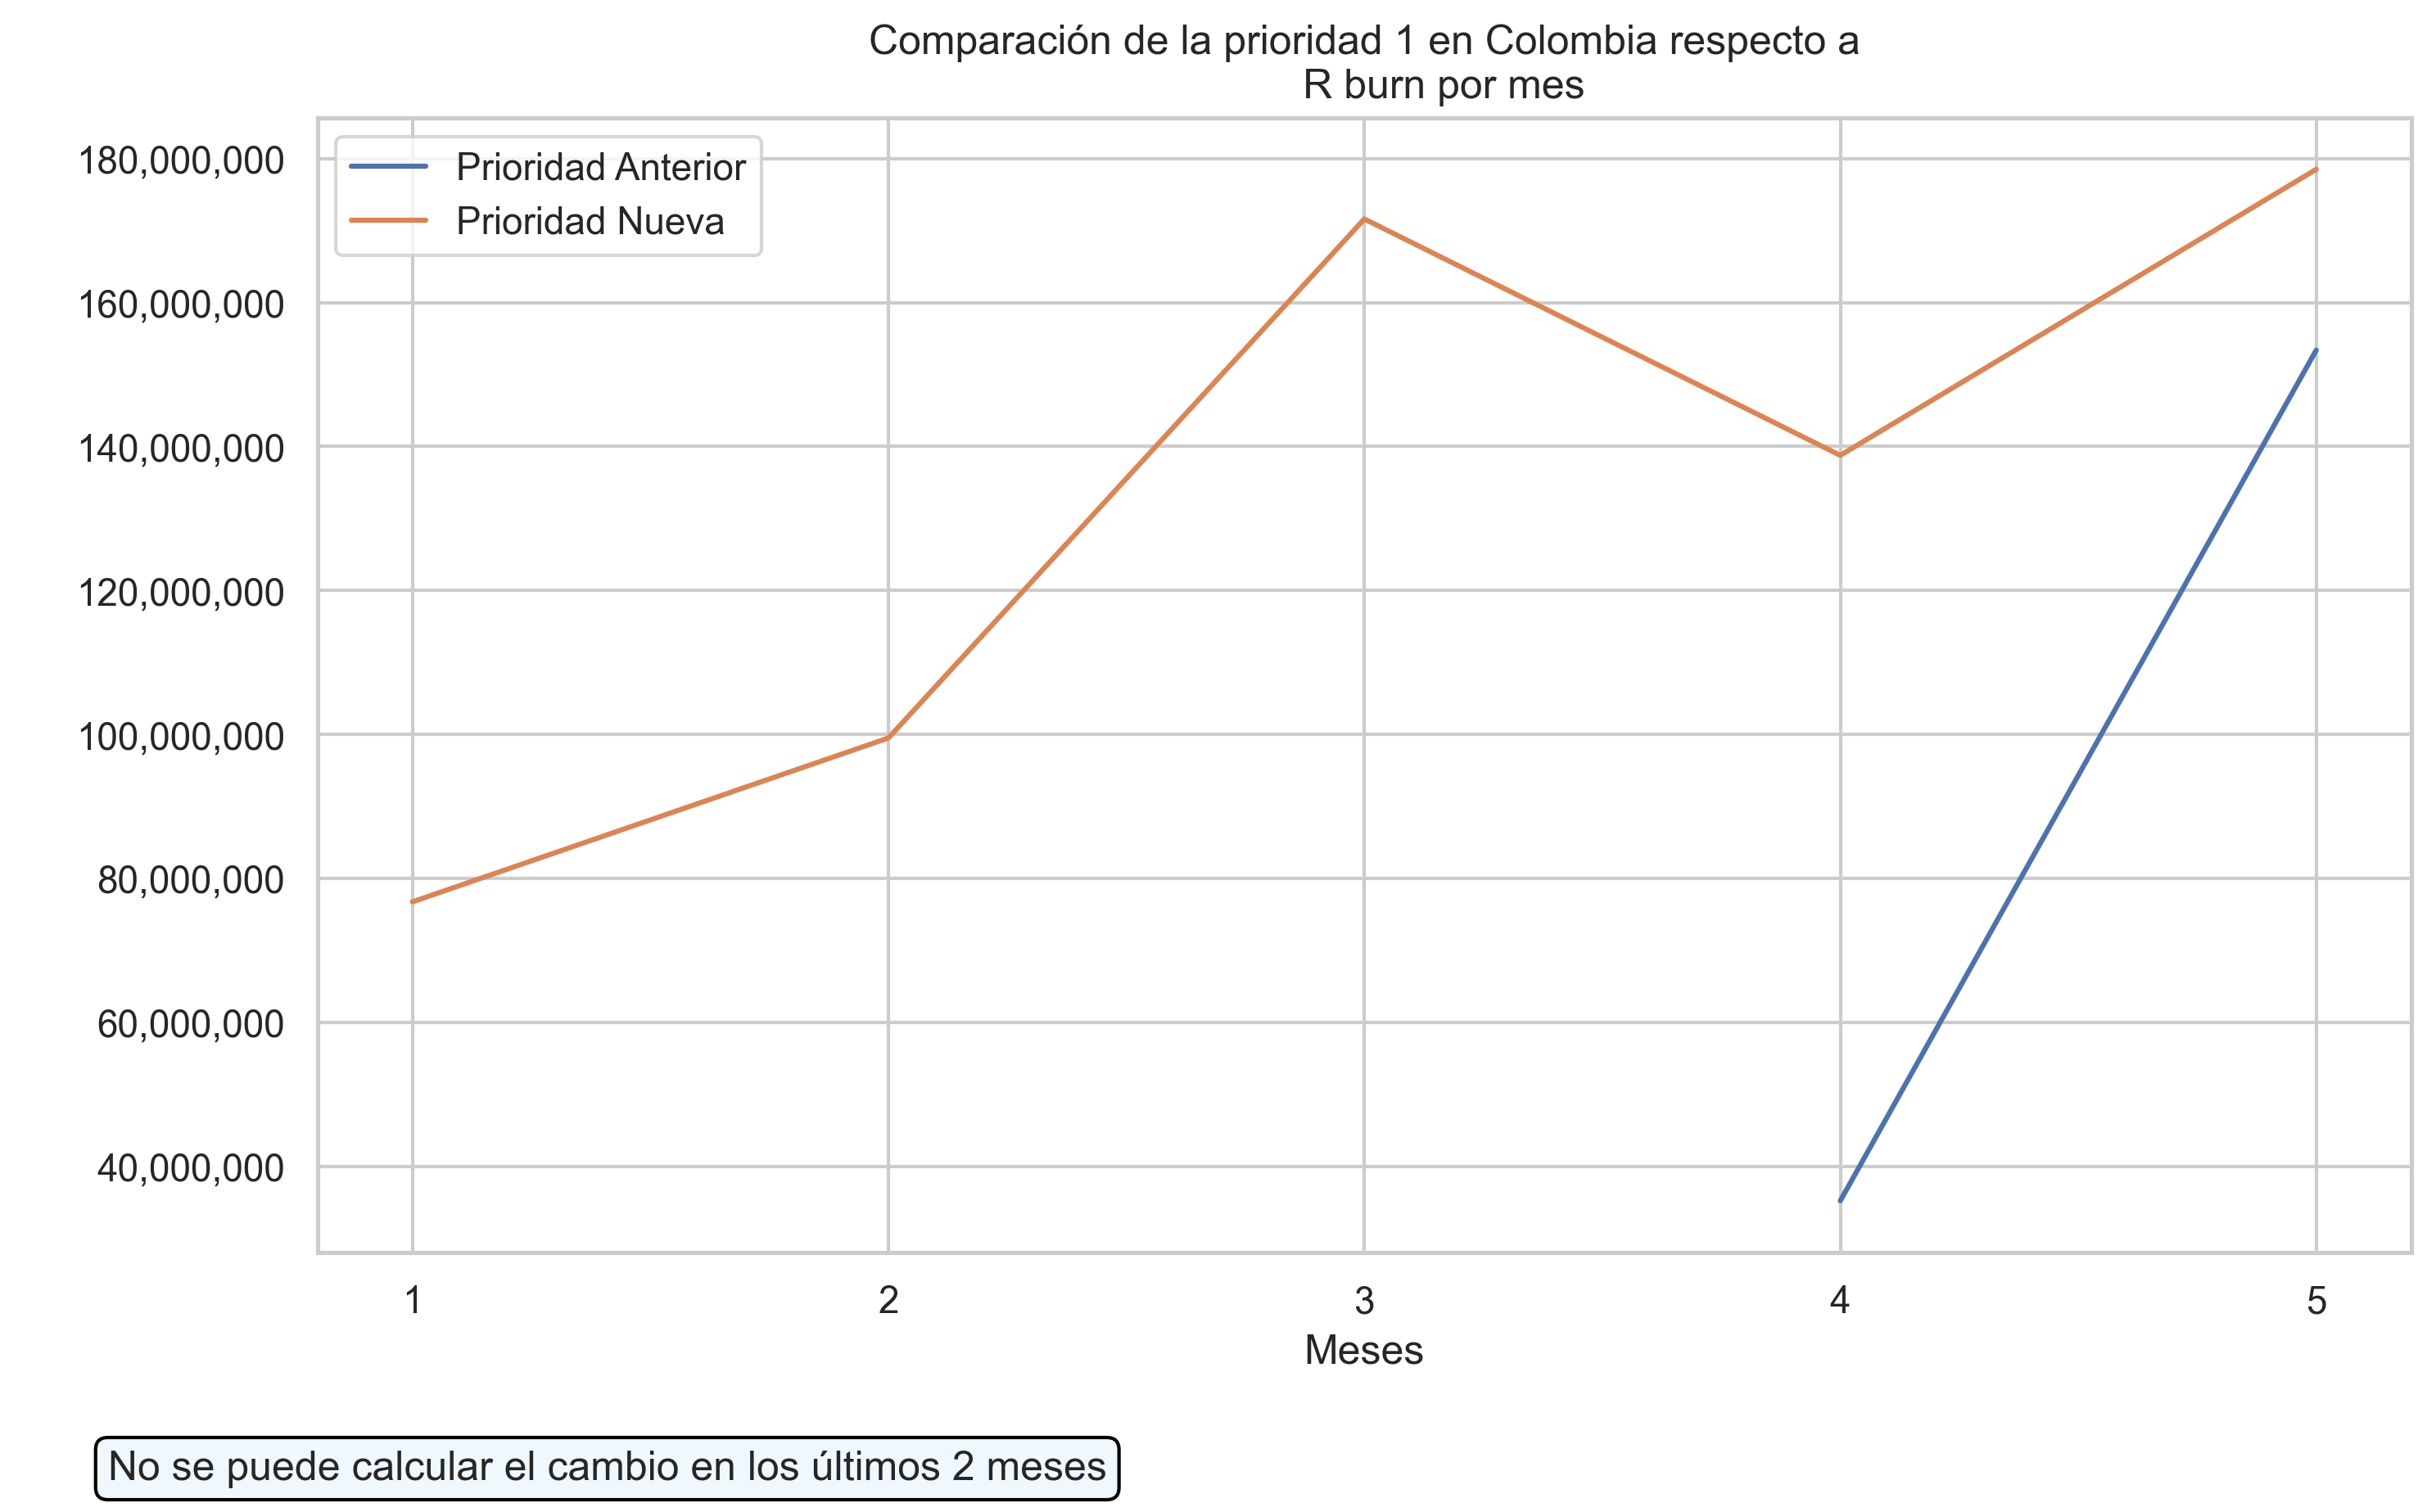 Comparación de la prioridad 1 en Colombia respecto a
R burn por mes
Prioridad Anterior
Prioridad Nueva
180,000,000
160,000,000
140,000,000
120,000,000
100,000,000
80,000,000
60,000,000
40,000,000
1 2 3 4 5
Meses
No se puede calcular el cambio en los últimos 2 meses